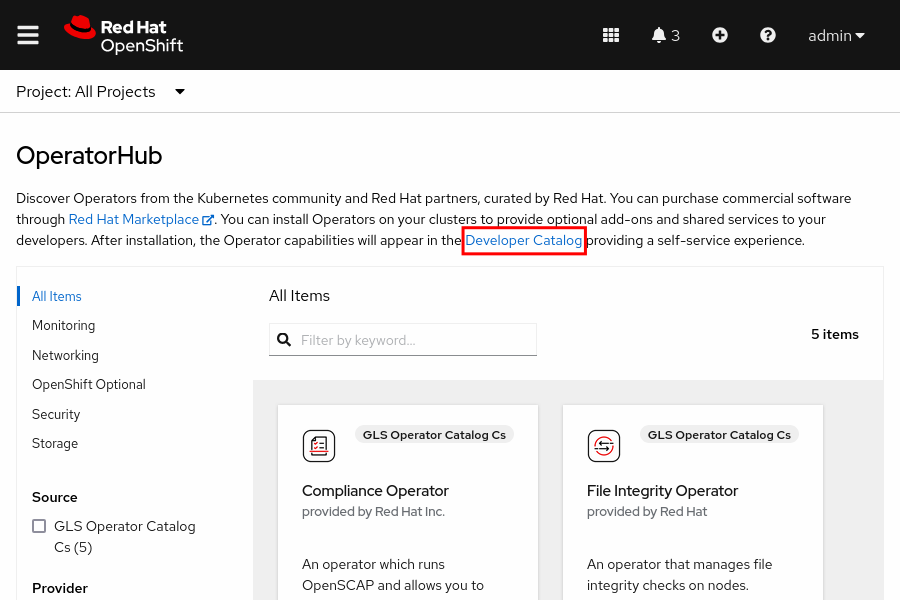 Red Hat
OpenShift
3
admin
Project: All Projects
OperatorHub
Discover Operators from the Kubernetes community and Red Hat partners, curated by Red Hat. You can purchase commercial software
through Red Hat Marketplace. You can install Operators on your clusters to provide optional add-ons and shared services to your
developers. After installation, the Operator capabilities will appear in the Developer Catalog providing a self-service experience.
All Items
Monitoring
Networking
OpenShift Optional
Security
Storage
Source
GLS Operator Catalog
Cs (5)
Provider
All Items
Filter by keyword...
5 items
GLS Operator Catalog Cs
Compliance Operator
provided by Red Hat Inc.
An operator which runs
OpenSCAP and allows you to
GLS Operator Catalog Cs
File Integrity Operator
provided by Red Hat
An operator that manages file
integrity checks on nodes.